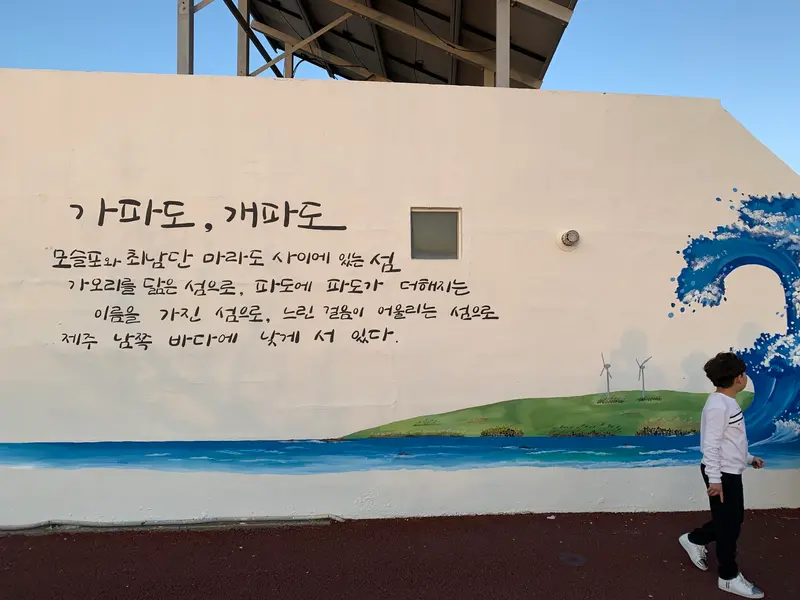 가파도, 개파도
모슬포와 최남단 마라도 사이에 있는 섬
가오리를 닮은 섬으로, 파도에 파도가 더해지는
이름을 가진 섬으로, 느린 걸음이 어울리는 섬으로
제주 남쪽 바다에 낮게 서 있다.